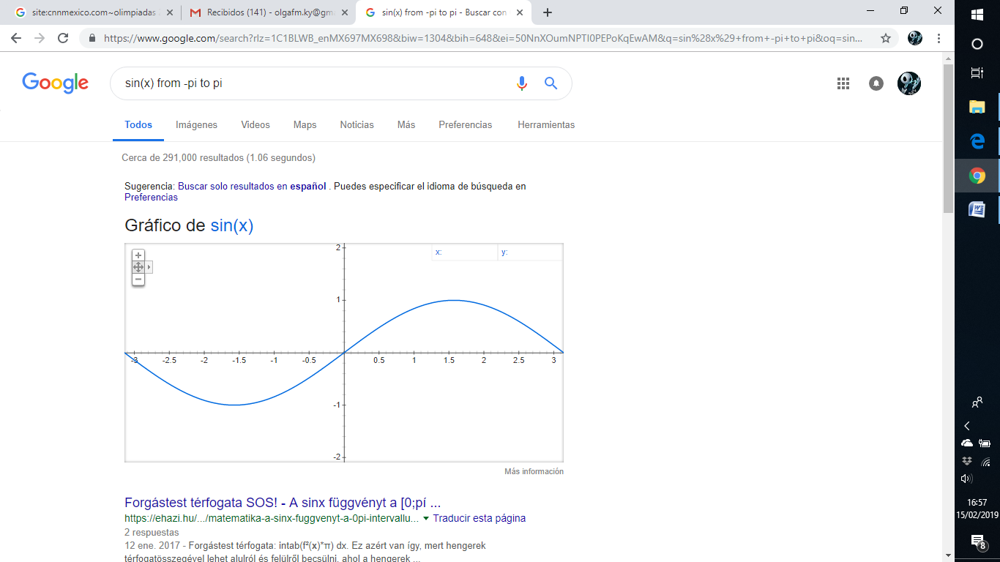 site:cnnmexico.com~olimpiadas
Recibidos (141) - olgafm.ky@gm
sin(x) from -pi to pi - Buscar con
https://www.google.com/search?rlz=1C1BLWB_enMX697MX698&biw=1304&bih=648&ei=50NnXOumNPTI0PEPoKqEwAM&q=sin%28x%29+from+-pi+to+pi&oq=sin...
Google
sin(x) from -pi to pi
Todos Imágenes Videos Maps Noticias Más Preferencias Herramientas
Cerca de 291,000 resultados (1.06 segundos)
Sugerencia: Buscar solo resultados en español . Puedes especificar el idioma de búsqueda en
Preferencias
Gráfico de sin(x)
x: y:
2
1
-3 -2.5 -2 -1.5 -1 -0.5 0.5 1 1.5 2 2.5 3
-1
-2
Más información
Forgástest térfogata SOS! - A sinx függvényt a [0;pí ...
https://ehazi.hu/.../matematika-a-sinx-fuggvenyt-a-0pi-intervallu... Traducir esta página
2 respuestas
12 ene. 2017 - Forgástest térfogata: intab(f²(x)*π) dx. Ez azért van így, mert hengerek
térfogatösszegével lehet alulról és felülről becsülni, ahol a hengerek ...
16:57
15/02/2019
8